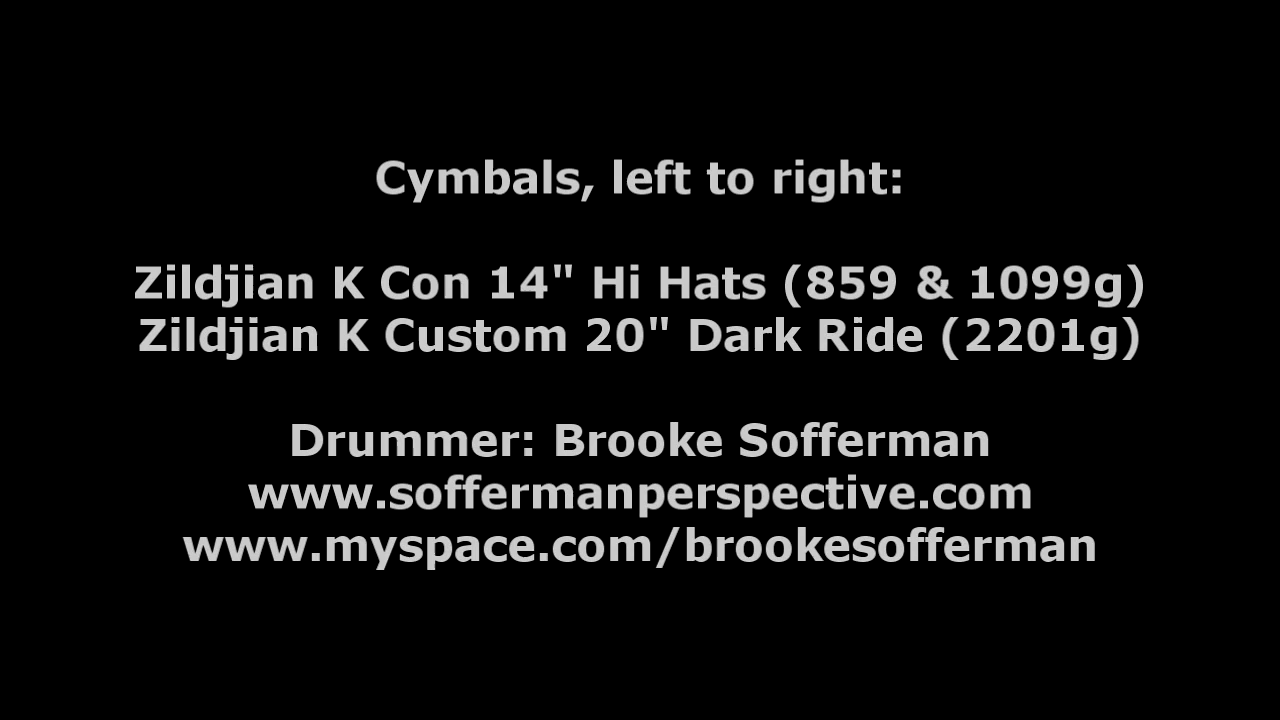 Cymbals, left to right:
Zildjian K Con 14" Hi Hats (859 & 1099g)
Zildjian K Custom 20" Dark Ride (2201g)
Drummer: Brooke Sofferman
www.soffermanperspective.com
www.myspace.com/brookesofferman